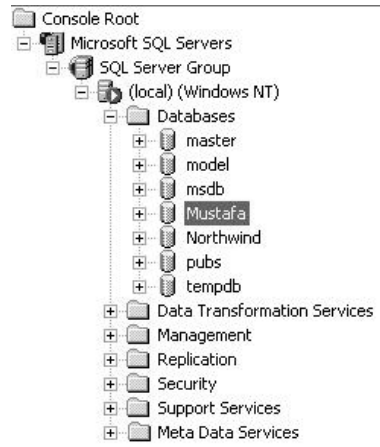 Console Root
Microsoft SQL Servers
SQL Server Group
(local) (Windows NT)
Databases
master
model
msdb
Mustafa
Northwind
pubs
tempdb
Data Transformation Services
Management
Replication
Security
Support Services
Meta Data Services